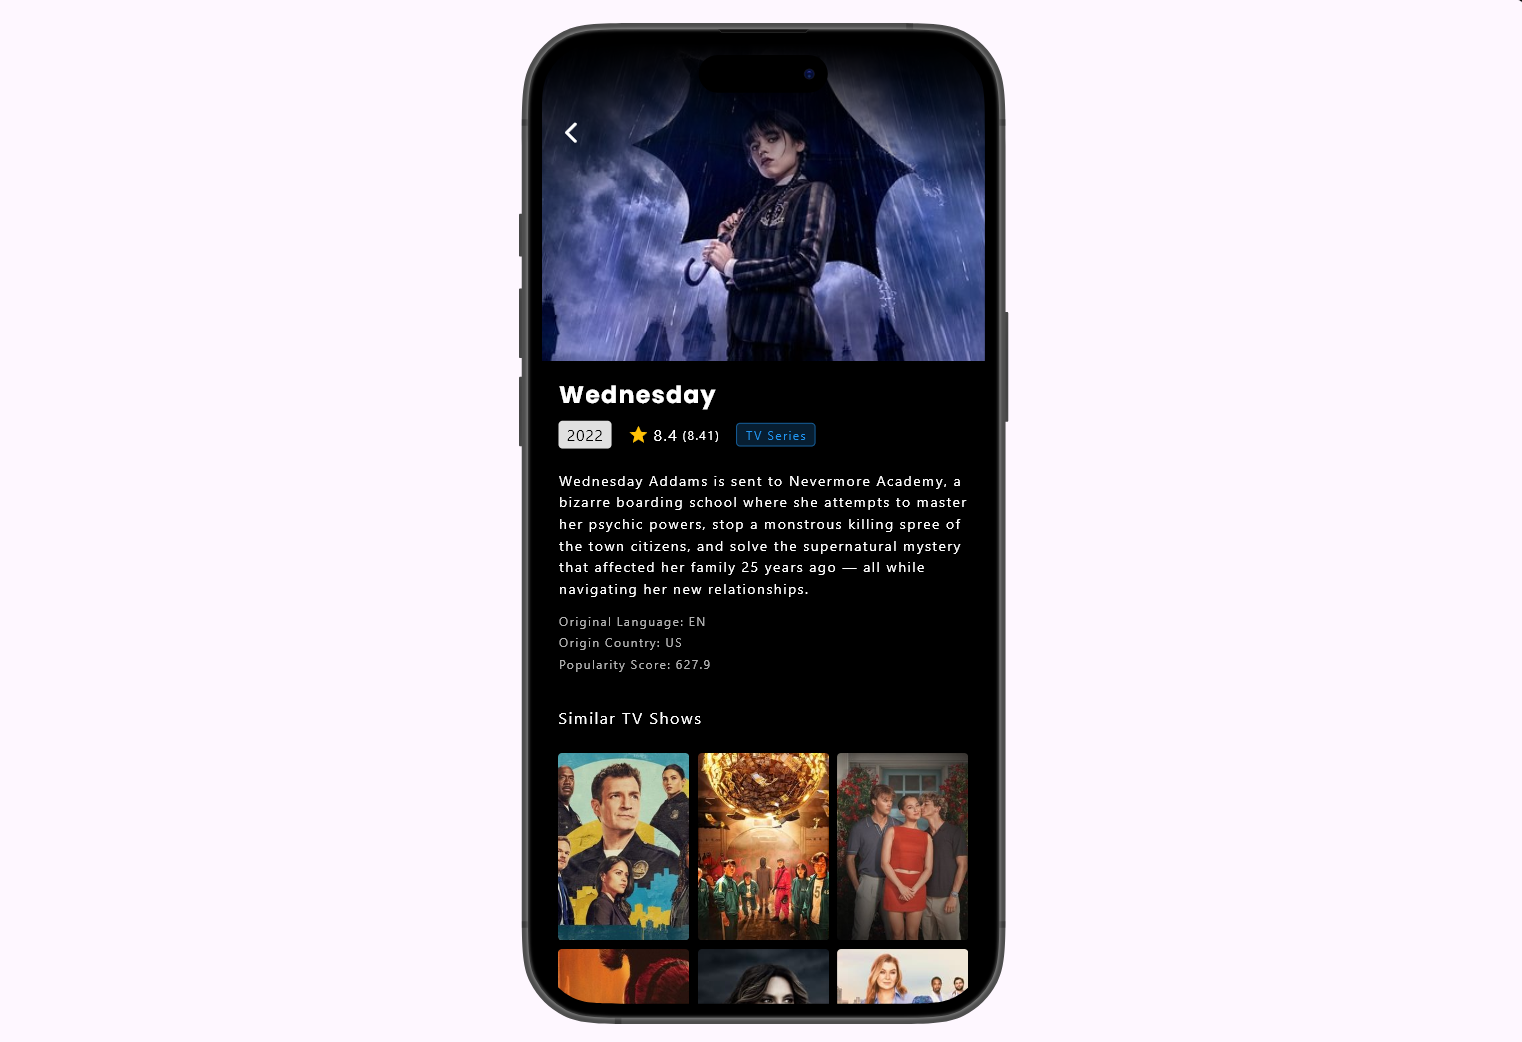 Wednesday
2022
8.4 (8.41)
TV Series
Wednesday Addams is sent to Nevermore Academy, a
bizarre boarding school where she attempts to master
her psychic powers, stop a monstrous killing spree of
the town citizens, and solve the supernatural mystery
that affected her family 25 years ago — all while
navigating her new relationships.
Original Language: EN
Origin Country: US
Popularity Score: 627.9
Similar TV Shows